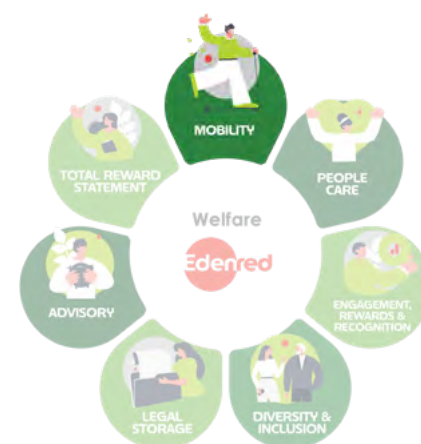 MOBILITY
PEOPLE
CARE
ENGAGEMENT,
REWARDS &
RECOGNITION
DIVERSITY &
INCLUSION
LEGAL
STORAGE
ADVISORY
TOTAL REWARD
STATEMENT
Welfare
Edenred